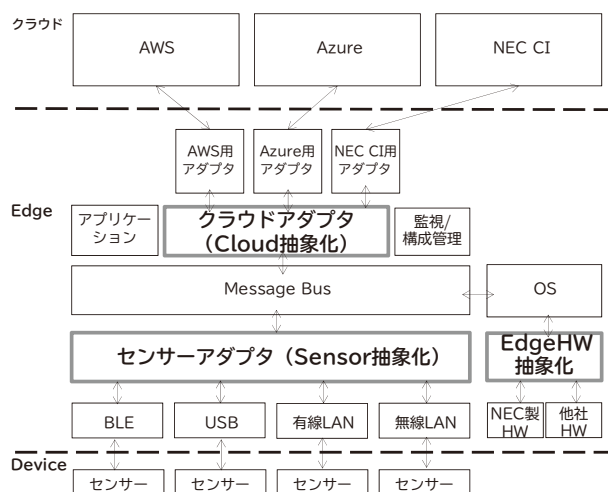 クラウド
AWS
Azure
NEC CI
AWS用
アダプタ
Azure用
アダプタ
NEC CI用
アダプタ
Edge
アプリケー
ション
クラウドアダプタ
(Cloud抽象化)
監視/
構成管理
Message Bus
OS
センサーアダプタ(Sensor抽象化)
EdgeHW
抽象化
BLE
USB
有線LAN
無線LAN
NEC製
HW
他社
HW
Device
センサー
センサー
センサー
センサー